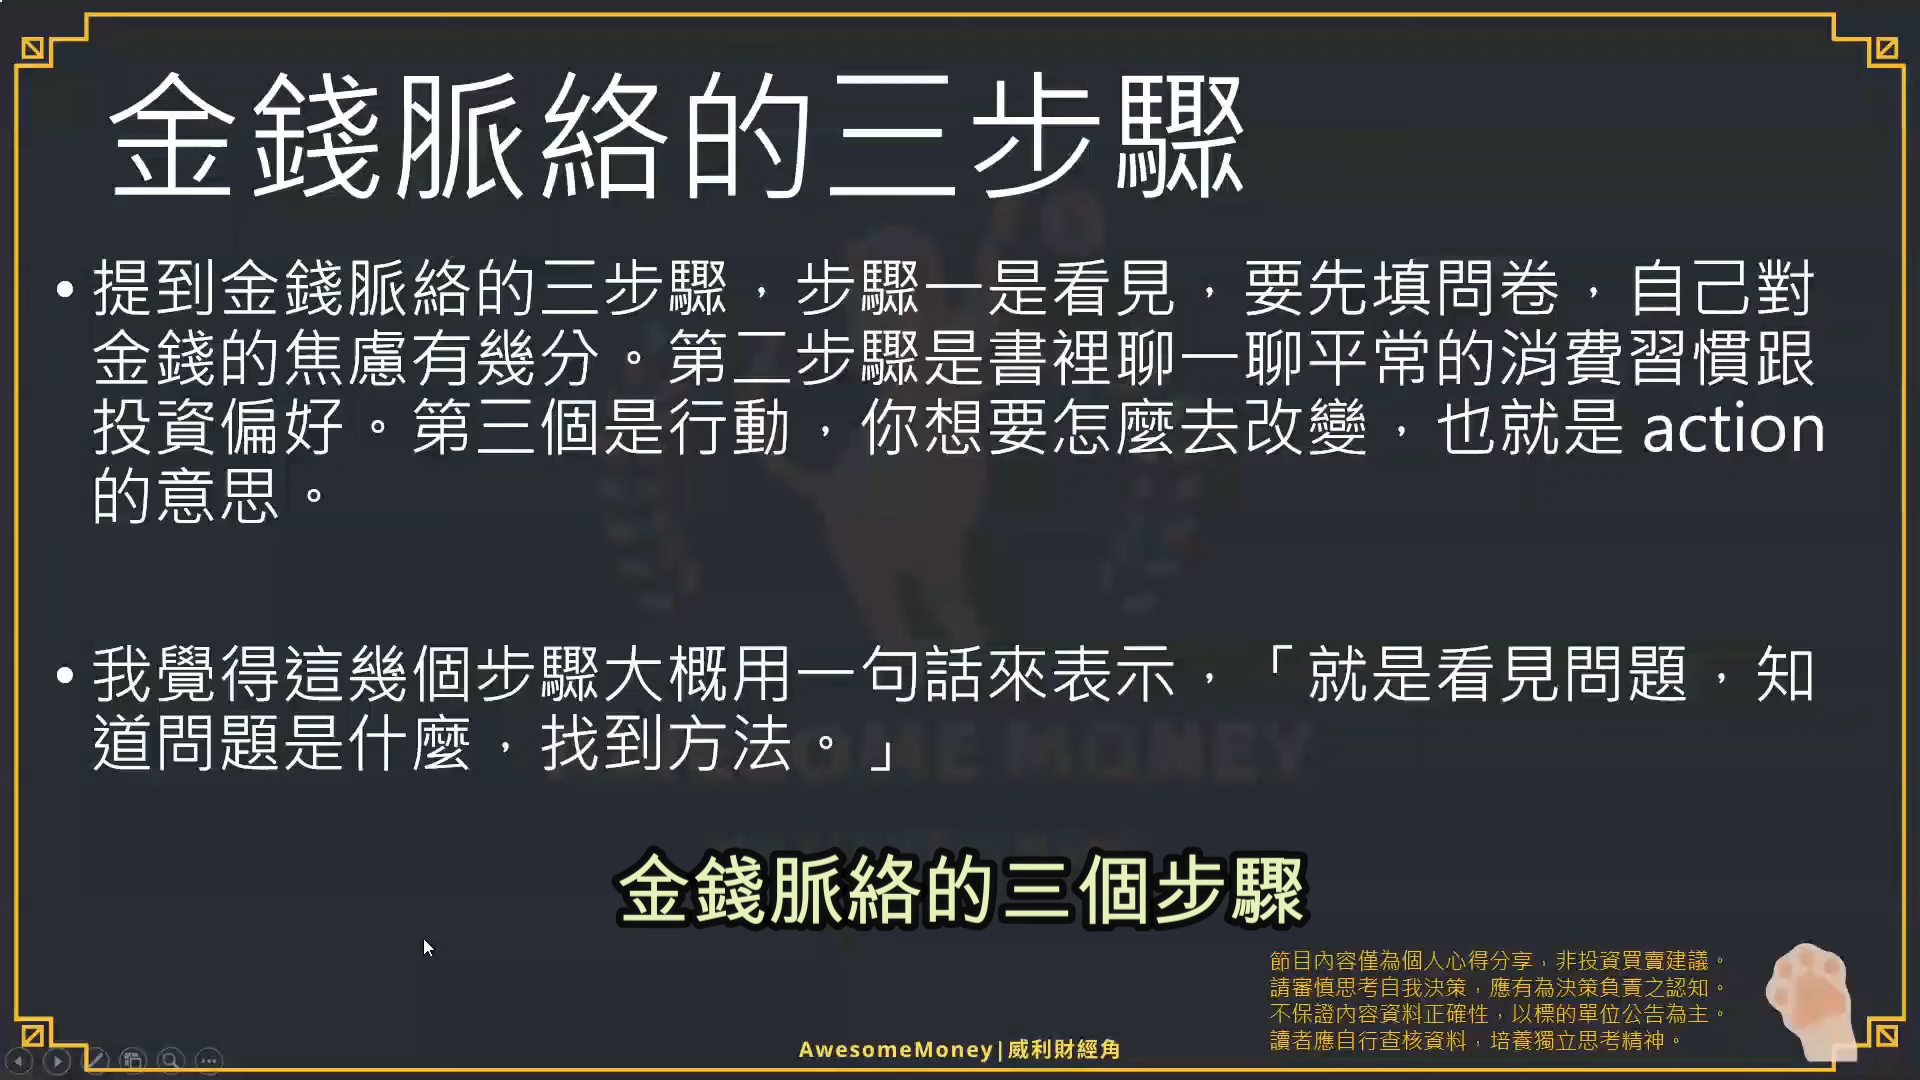 金錢脈絡的三步驟
• 提到金錢脈絡的三步驟，步驟一是看見，要先填問卷，自己對
金錢的焦慮有幾分。第二步驟是書裡聊一聊平常的消費習慣跟
投資偏好。第三個是行動，你想要怎麼去改變，也就是 action
的意思。
• 我覺得這幾個步驟大概用一句話來表示，「就是看見問題，知
道問題是什麼，找到方法。」
金錢脈絡的三個步驟
節目內容僅為個人心得分享，非投資買賣建議。
請審慎思考自我決策，應有為決策負責之認知。
不保證內容資料正確性，以標的單位公告為主。
讀者應自行查核資料，培養獨立思考精神。
AwesomeMoney|威利財經角